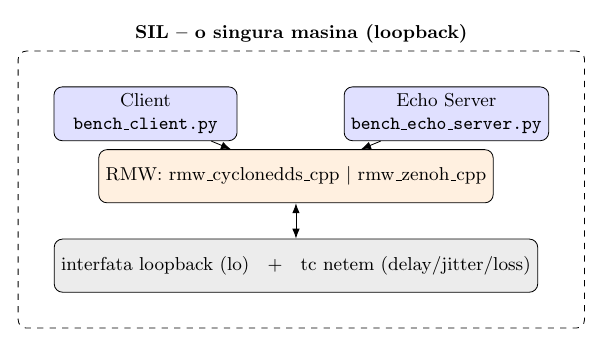 SIL – o singura masina (loopback)
Client
bench_client.py
Echo Server
bench_echo_server.py
RMW: rmw_cyclonedds_cpp | rmw_zenoh_cpp
interfata loopback (lo) + tc netem (delay/jitter/loss)